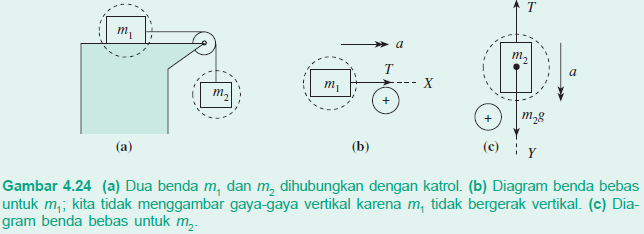 m₁
m₂
(a)
a
T
m₁
X
+
(b)
T
m₂
a
+
m₂g
Y
(c)
Gambar 4.24 (a) Dua benda m₁ dan m₂ dihubungkan dengan katrol. (b) Diagram benda bebas
untuk m₁; kita tidak menggambar gaya-gaya vertikal karena m₁ tidak bergerak vertikal. (c) Dia-
gram benda bebas untuk m₂.